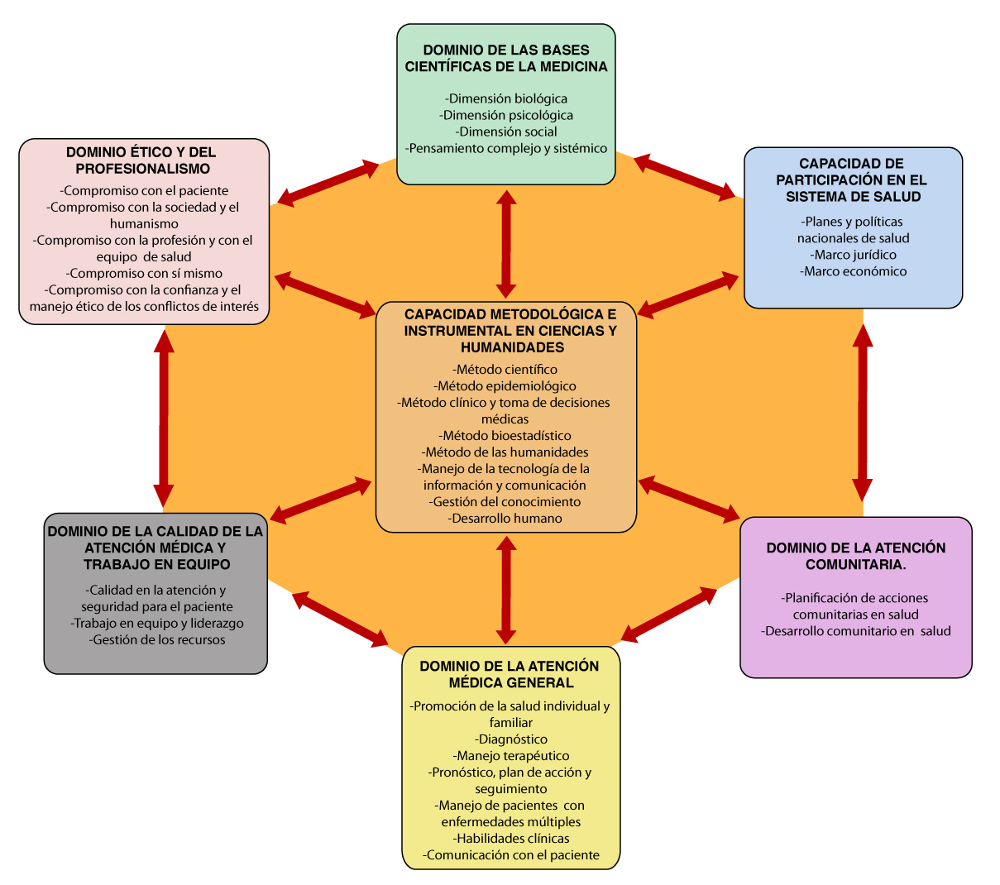 DOMINIO DE LAS BASES
CIENTÍFICAS DE LA MEDICINA
-Dimensión biológica
-Dimensión psicológica
-Dimensión social
-Pensamiento complejo y sistémico
DOMINIO ÉTICO Y DEL
PROFESIONALISMO
-Compromiso con el paciente
-Compromiso con la sociedad y el
humanismo
-Compromiso con la profesión y con el
equipo de salud
-Compromiso con sí mismo
-Compromiso con la confianza y el
manejo ético de los conflictos de interés
CAPACIDAD DE
PARTICIPACIÓN EN EL
SISTEMA DE SALUD
-Planes y políticas
nacionales de salud
-Marco jurídico
-Marco económico
CAPACIDAD METODOLÓGICA E
INSTRUMENTAL EN CIENCIAS Y
HUMANIDADES
-Método científico
-Método epidemiológico
-Método clínico y toma de decisiones
médicas
-Método bioestadístico
-Método de las humanidades
-Manejo de la tecnología de la
información y comunicación
-Gestión del conocimiento
-Desarrollo humano
DOMINIO DE LA CALIDAD DE LA
ATENCIÓN MÉDICA Y
TRABAJO EN EQUIPO
-Calidad en la atención y
seguridad para el paciente
-Trabajo en equipo y liderazgo
-Gestión de los recursos
DOMINIO DE LA ATENCIÓN
COMUNITARIA.
-Planificación de acciones
comunitarias en salud
-Desarrollo comunitario en salud
DOMINIO DE LA ATENCIÓN
MÉDICA GENERAL
-Promoción de la salud individual y
familiar
-Diagnóstico
-Manejo terapéutico
-Pronóstico, plan de acción y
seguimiento
-Manejo de pacientes con
enfermedades múltiples
-Habilidades clínicas
-Comunicación con el paciente